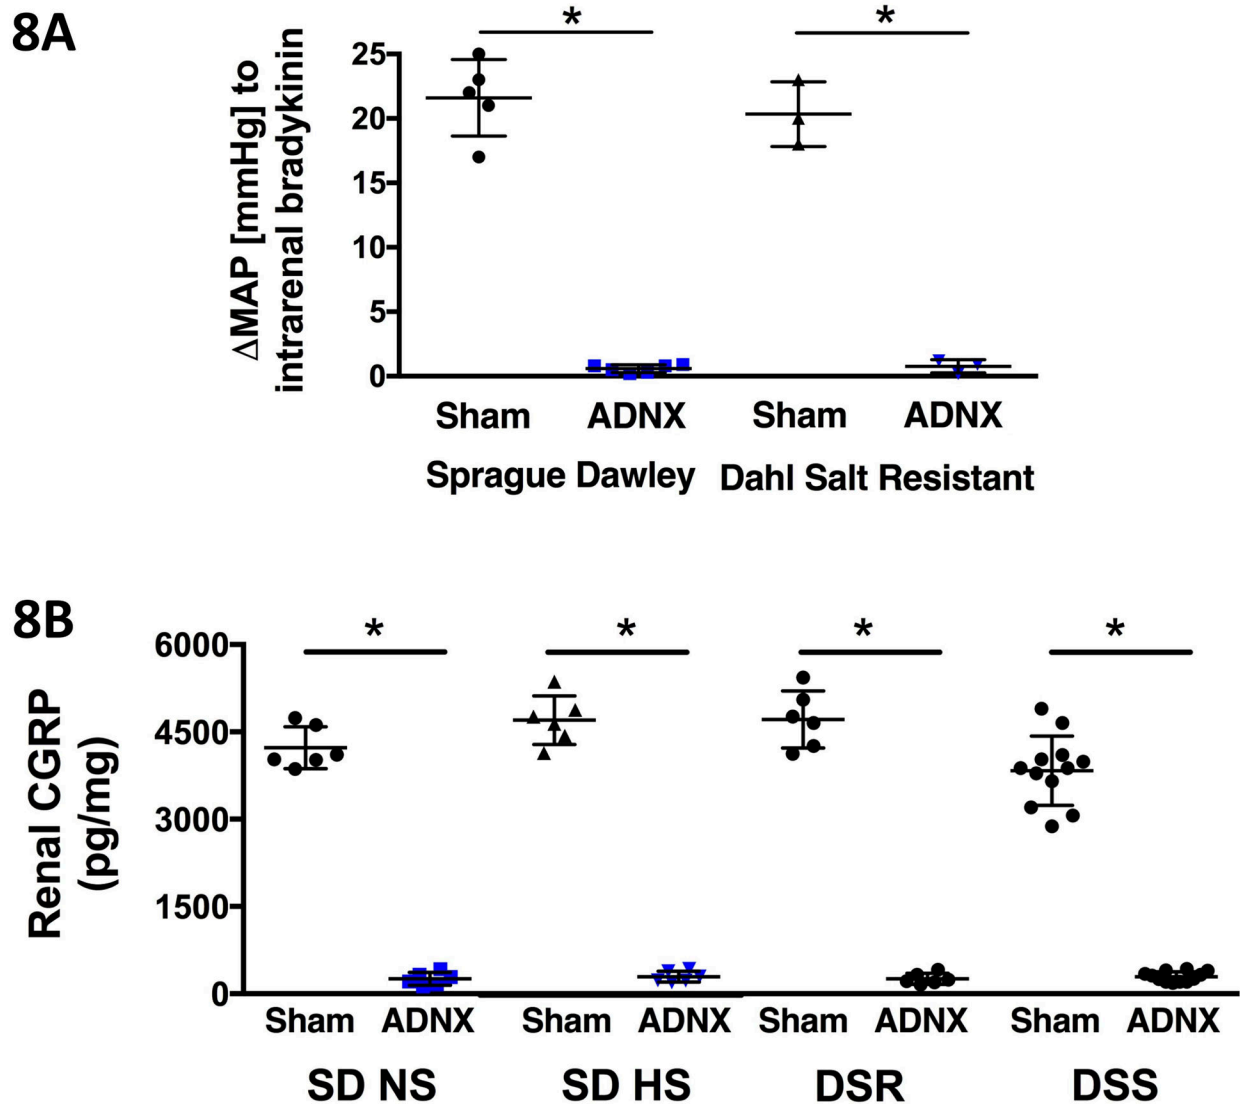 8A
*
*
ΔMAP [mmHg] to
intrarenal bradykinin
25
20
15
10
5
0
Sham
ADNX
Sham
ADNX
Sprague Dawley
Dahl Salt Resistant
8B
*
*
*
*
Renal CGRP
(pg/mg)
6000
4500
3000
1500
0
Sham
ADNX
Sham
ADNX
Sham
ADNX
Sham
ADNX
SD NS
SD HS
DSR
DSS